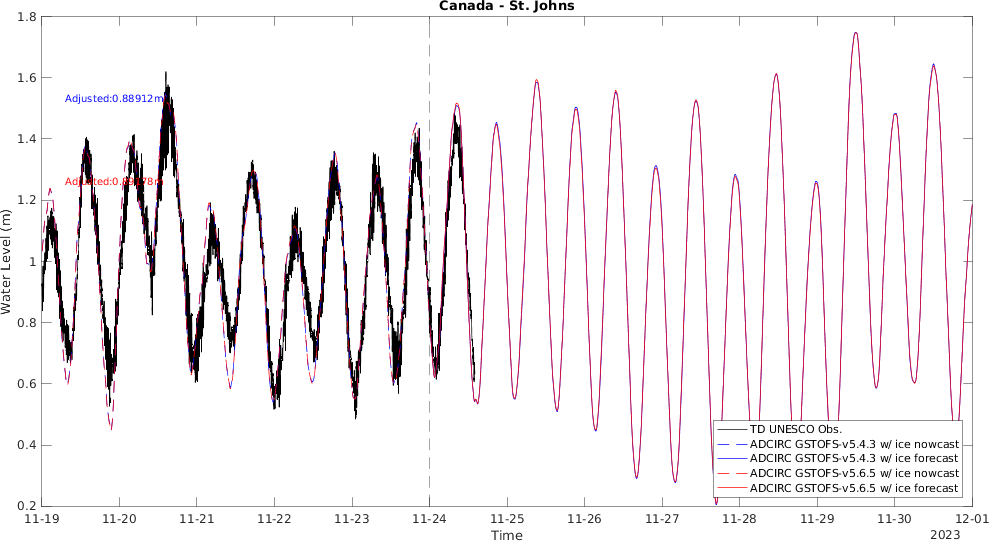 Canada - St. Johns
Water Level (m)
1.8
1.6
1.4
1.2
1
0.8
0.6
0.4
0.2
Adjusted:0.88912m
11-19
11-20
11-21
11-22
11-23
11-24
11-25
11-26
11-27
11-28
11-29
11-30
12-01
Time
2023
TD UNESCO Obs.
ADCIRC GSTOFS-v5.4.3 w/ ice nowcast
ADCIRC GSTOFS-v5.4.3 w/ ice forecast
ADCIRC GSTOFS-v5.6.5 w/ ice nowcast
ADCIRC GSTOFS-v5.6.5 w/ ice forecast